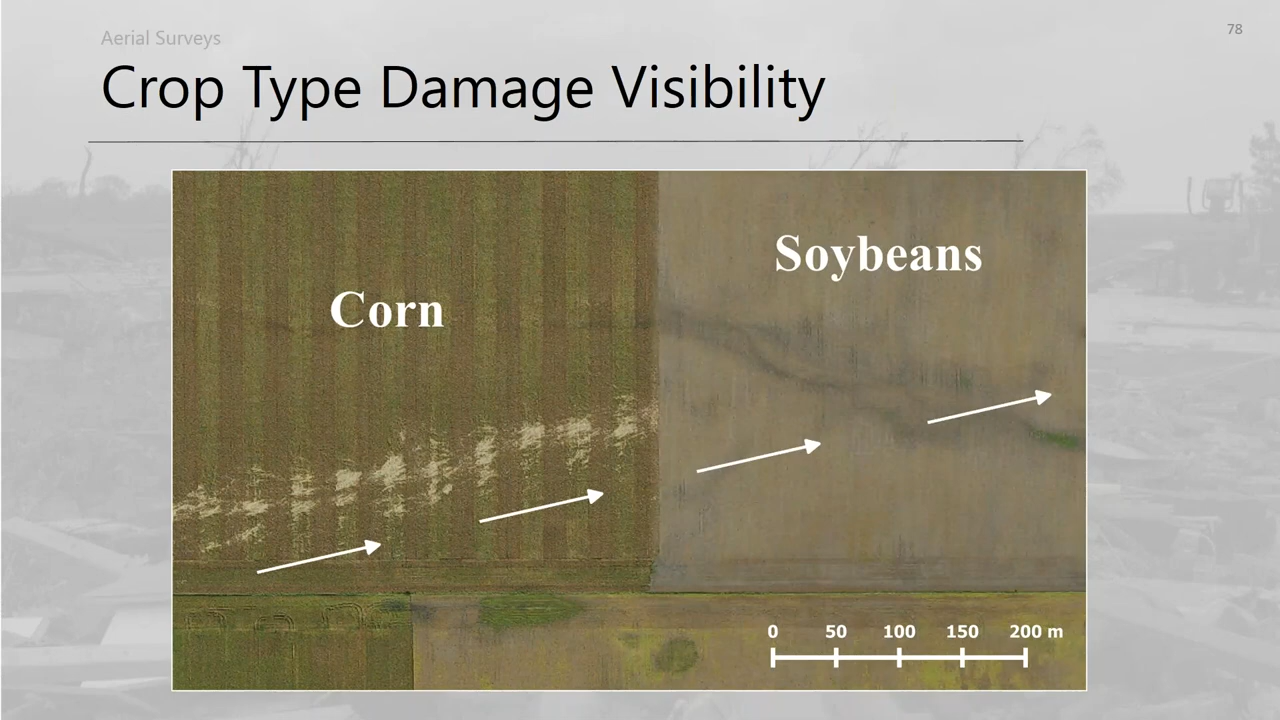 Aerial Surveys
78
Crop Type Damage Visibility
Soybeans
Corn
0 50 100 150 200 m